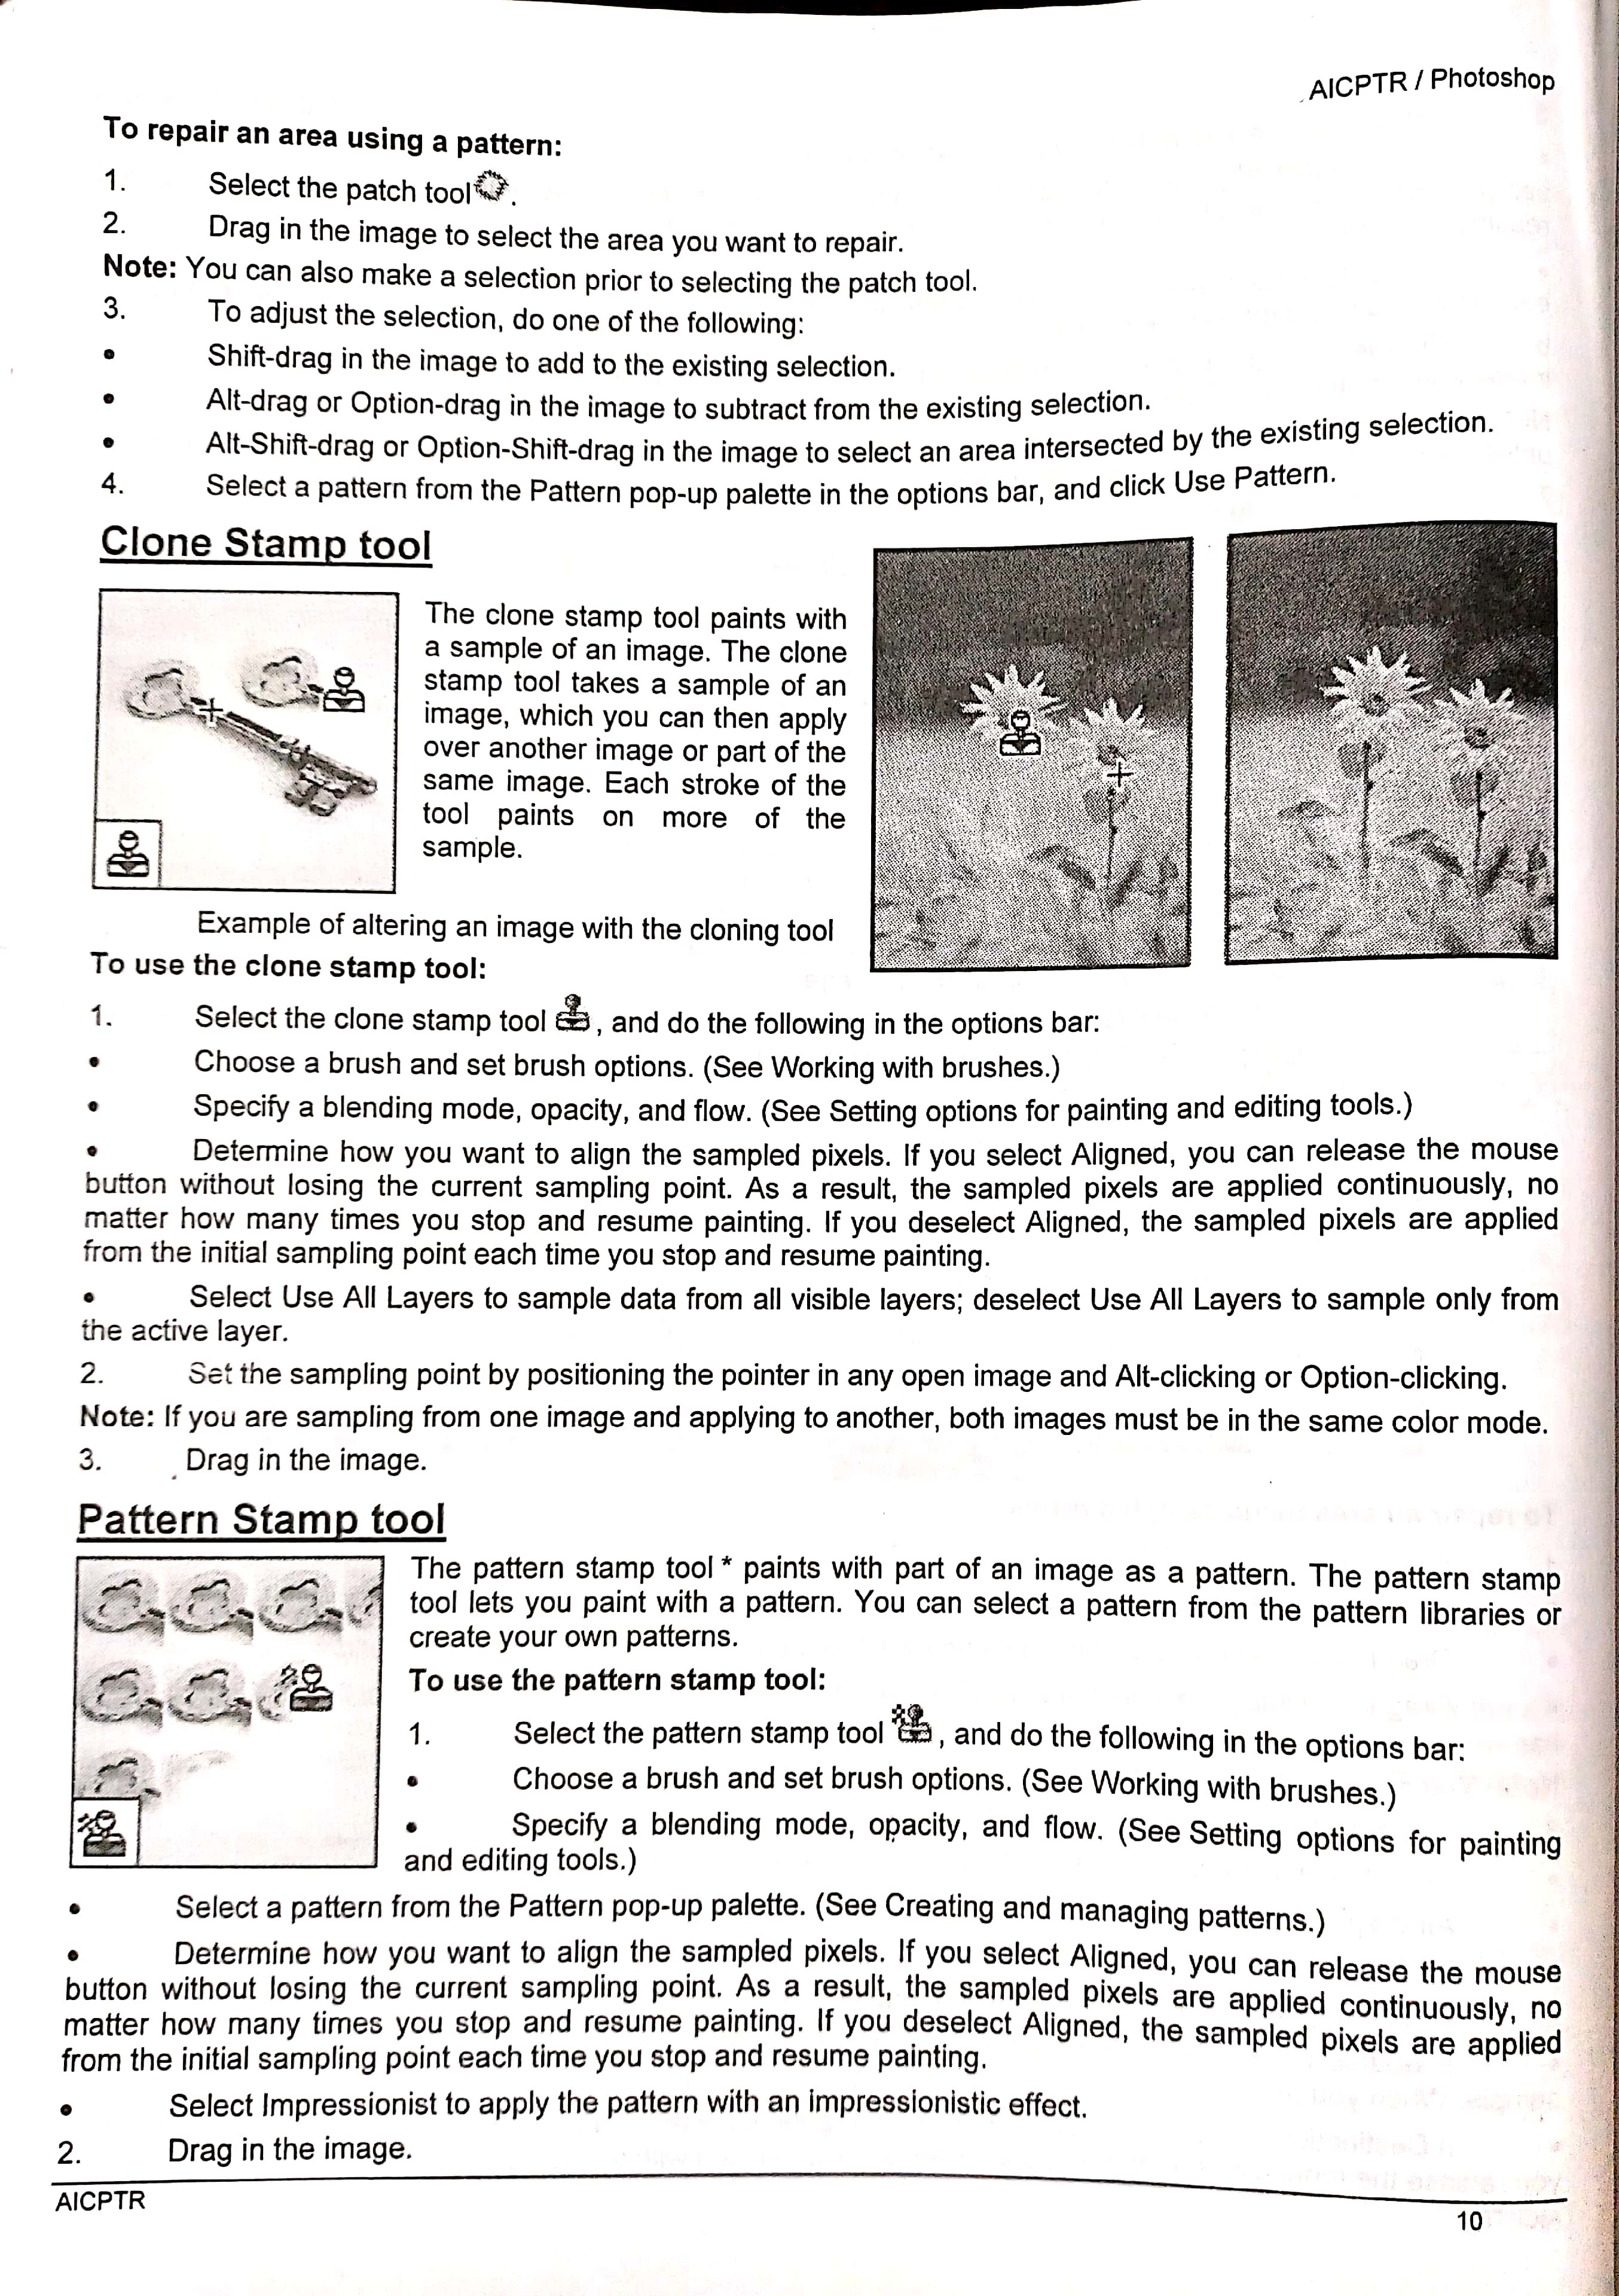 AICPTR / Photoshop
To repair an area using a pattern:
1. Select the patch tool .
2. Drag in the image to select the area you want to repair.
Note: You can also make a selection prior to selecting the patch tool.
3. To adjust the selection, do one of the following:
• Shift-drag in the image to add to the existing selection.
• Alt-drag or Option-drag in the image to subtract from the existing selection.
• Alt-Shift-drag or Option-Shift-drag in the image to select an area intersected by the existing selection.
4. Select a pattern from the Pattern pop-up palette in the options bar, and click Use Pattern.
Clone Stamp tool
The clone stamp tool paints with
a sample of an image. The clone
stamp tool takes a sample of an
image, which you can then apply
over another image or part of the
same image. Each stroke of the
tool paints on more of the
sample.
Example of altering an image with the cloning tool
To use the clone stamp tool:
1. Select the clone stamp tool , and do the following in the options bar:
• Choose a brush and set brush options. (See Working with brushes.)
• Specify a blending mode, opacity, and flow. (See Setting options for painting and editing tools.)
• Determine how you want to align the sampled pixels. If you select Aligned, you can release the mouse
button without losing the current sampling point. As a result, the sampled pixels are applied continuously, no
matter how many times you stop and resume painting. If you deselect Aligned, the sampled pixels are applied
from the initial sampling point each time you stop and resume painting.
• Select Use All Layers to sample data from all visible layers; deselect Use All Layers to sample only from
the active layer.
2. Set the sampling point by positioning the pointer in any open image and Alt-clicking or Option-clicking.
Note: If you are sampling from one image and applying to another, both images must be in the same color mode.
3. Drag in the image.
Pattern Stamp tool
The pattern stamp tool * paints with part of an image as a pattern. The pattern stamp
tool lets you paint with a pattern. You can select a pattern from the pattern libraries or
create your own patterns.
To use the pattern stamp tool:
1. Select the pattern stamp tool , and do the following in the options bar:
• Choose a brush and set brush options. (See Working with brushes.)
• Specify a blending mode, opacity, and flow. (See Setting options for painting
and editing tools.)
• Select a pattern from the Pattern pop-up palette. (See Creating and managing patterns.)
• Determine how you want to align the sampled pixels. If you select Aligned, you can release the mouse
button without losing the current sampling point. As a result, the sampled pixels are applied continuously, no
matter how many times you stop and resume painting. If you deselect Aligned, the sampled pixels are applied
from the initial sampling point each time you stop and resume painting.
• Select Impressionist to apply the pattern with an impressionistic effect.
2. Drag in the image.
AICPTR
10